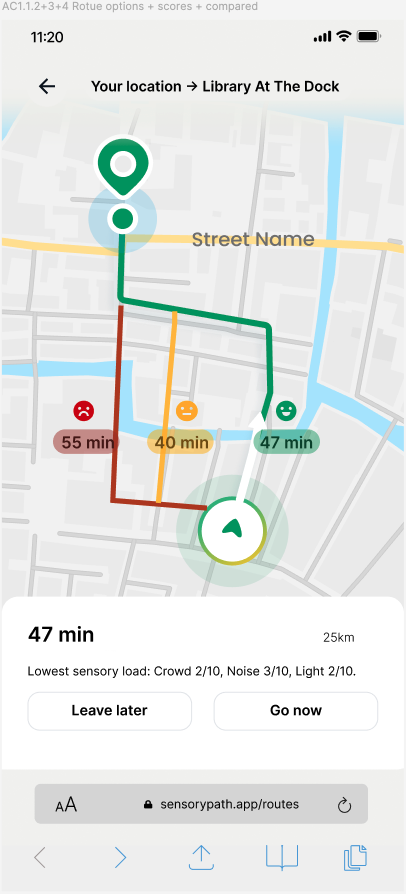 AC1.1.2+3+4 Rotue options + scores + compared
11:20
Your location → Library At The Dock
Street Name
55 min
40 min
47 min
47 min
25km
Lowest sensory load: Crowd 2/10, Noise 3/10, Light 2/10.
Leave later
Go now
AA
sensorypath.app/routes